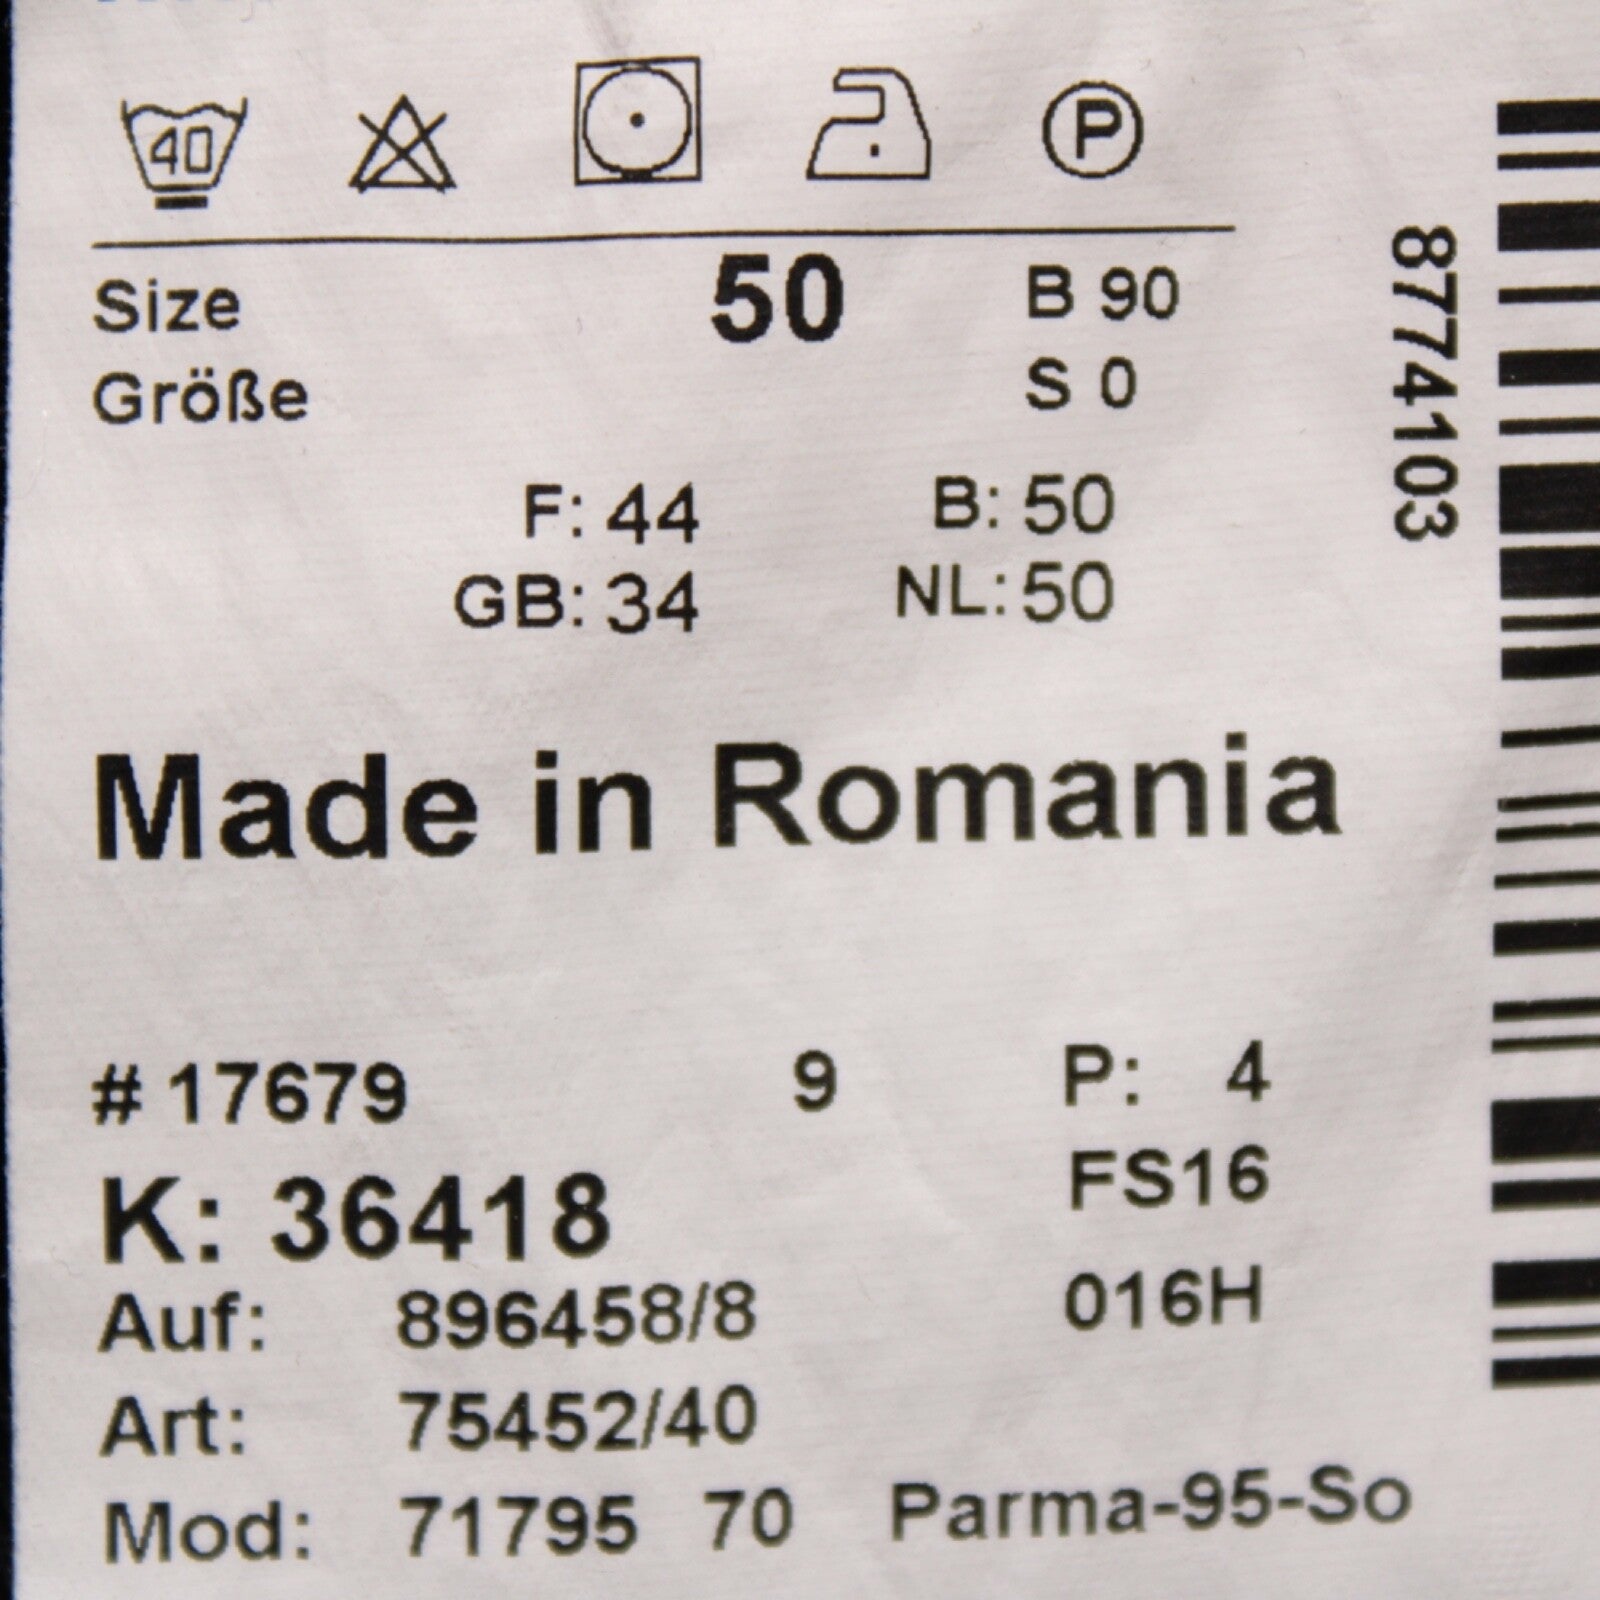 40 P
Size 50 B 90
Größe S 0
F: 44 B: 50
GB: 34 NL: 50
Made in Romania
# 17679 9 P: 4
K: 36418 FS16
Auf: 896458/8 016H
Art: 75452/40
Mod: 71795 70 Parma-95-So
8774103